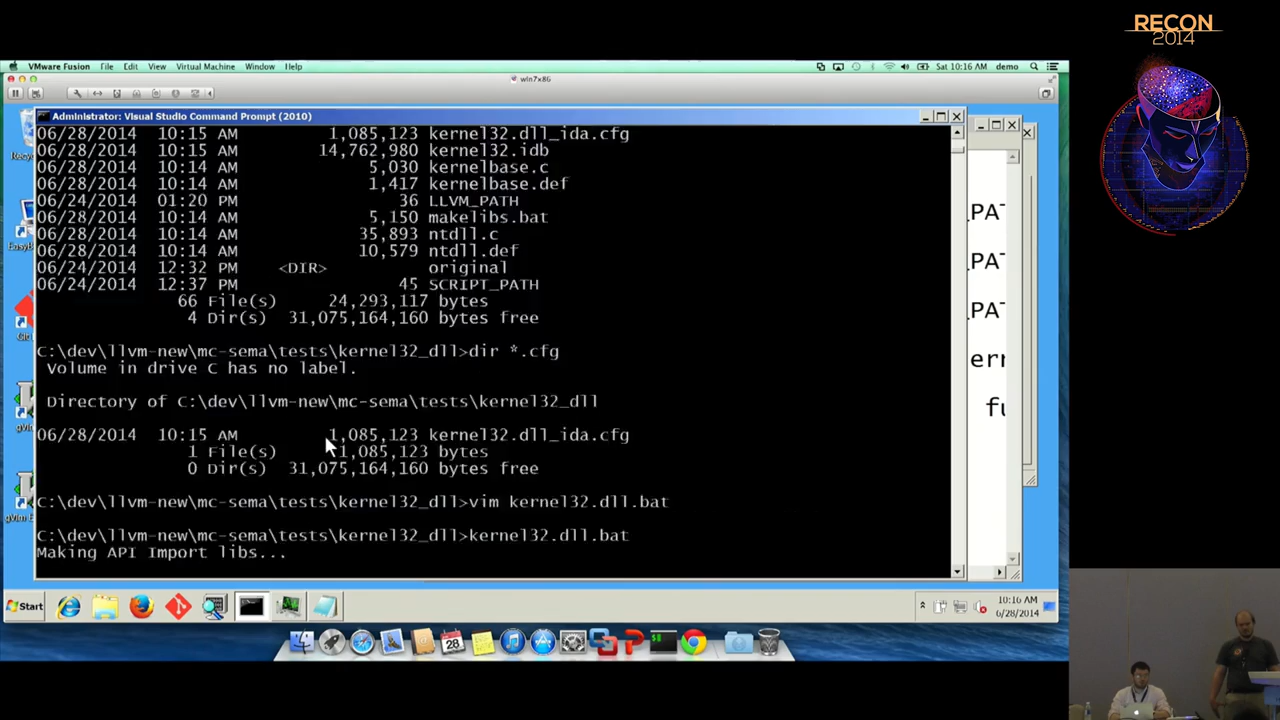 RECON
2014
VMware Fusion File Edit View Virtual Machine Window Help Sat 10:16 AM demo
win7x86
Administrator: Visual Studio Command Prompt (2010)
06/28/2014 10:15 AM 1,085,123 kernel32.dll_ida.cfg
06/28/2014 10:15 AM 14,762,980 kernel32.idb
06/28/2014 10:14 AM 5,030 kernelbase.c
06/28/2014 10:14 AM 1,417 kernelbase.def
06/24/2014 01:20 PM 36 LLVM_PATH
06/28/2014 10:14 AM 5,150 makelibs.bat
06/28/2014 10:14 AM 35,893 ntdll.c
06/28/2014 10:14 AM 10,579 ntdll.def
06/24/2014 12:32 PM <DIR> original
06/24/2014 12:37 PM 45 SCRIPT_PATH
66 File(s) 24,293,117 bytes
4 Dir(s) 31,075,164,160 bytes free
C:\dev\llvm-new\mc-sema\tests\kernel32_dll>dir *.cfg
Volume in drive C has no label.
Directory of C:\dev\llvm-new\mc-sema\tests\kernel32_dll
06/28/2014 10:15 AM 1,085,123 kernel32.dll_ida.cfg
1 File(s) 1,085,123 bytes
0 Dir(s) 31,075,164,160 bytes free
C:\dev\llvm-new\mc-sema\tests\kernel32_dll>vim kernel32.dll.bat
C:\dev\llvm-new\mc-sema\tests\kernel32_dll>kernel32.dll.bat
Making API Import libs...
_PA
_PA
_PA
err
fu
Start
10:16 AM
6/28/2014
28